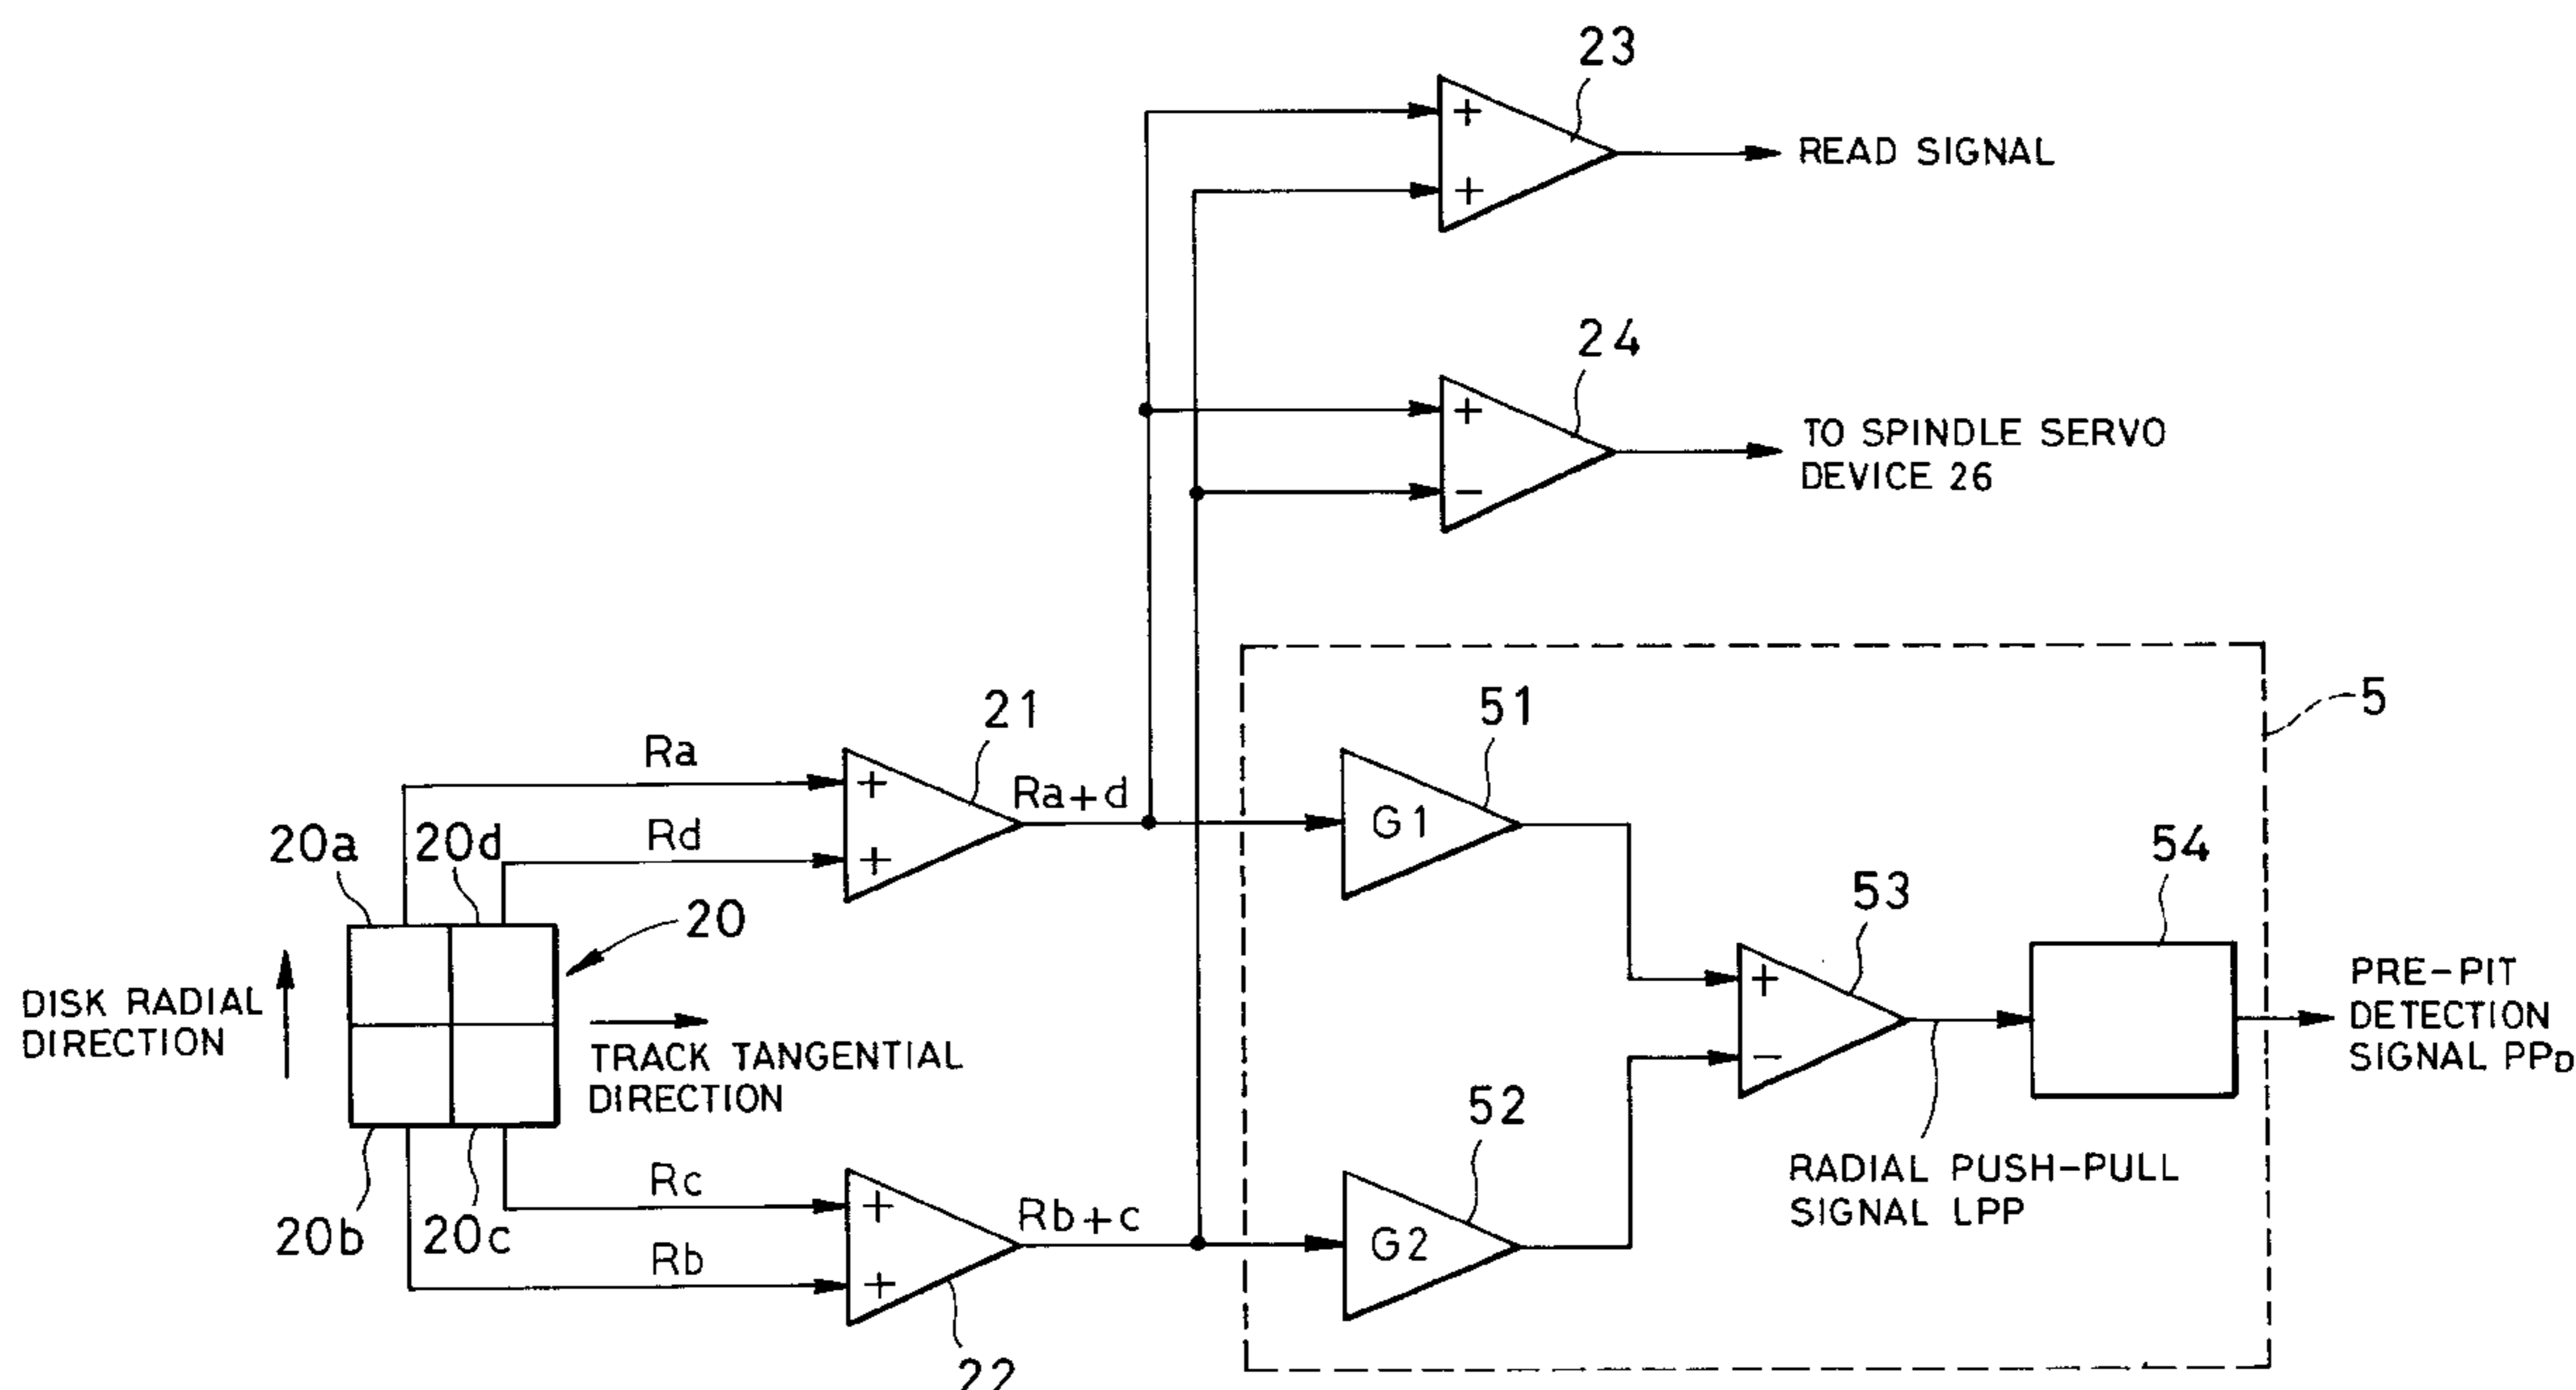 23
READ SIGNAL
24
TO SPINDLE SERVO
DEVICE 26
5
21
51
Ra
Ra+d
G1
Rd
20a
20d
54
53
20
PRE-PIT
DETECTION
SIGNAL PPD
DISK RADIAL
DIRECTION
TRACK TANGENTIAL
DIRECTION
52
RADIAL PUSH-PULL
SIGNAL LPP
Rc
Rb+c
G2
20b
20c
Rb
22
+
+
+
−
+
+
+
−
+
+